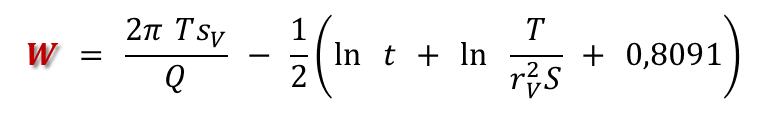 W = 2π Ts_V / Q − 1/2 (ln t + ln T / r_V^2 S + 0,8091)